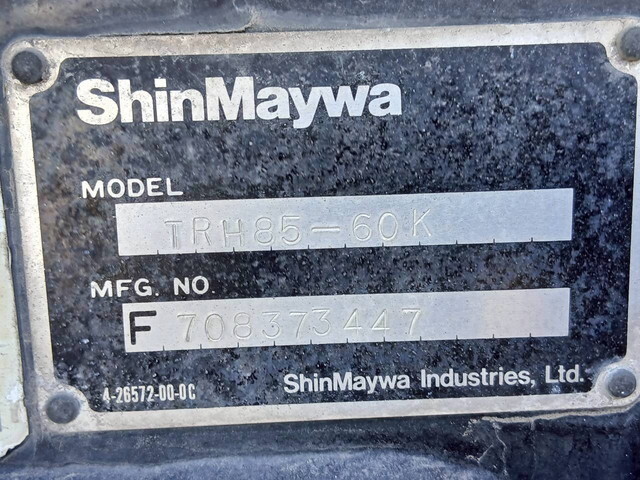 ShinMaywa
MODEL
TRH85-60K
MFG. NO.
F 708373447
4-26572-00-0C
ShinMaywa Industries, Ltd.